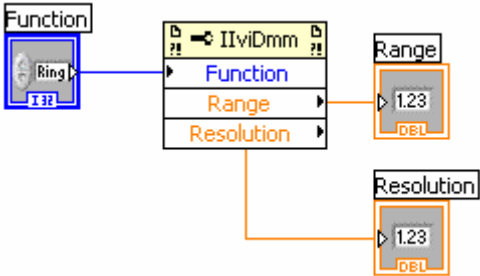 Function
Ring
I32
?! IIviDmm ?!
Function
Range
Resolution
Range
1.23
DBL
Resolution
1.23
DBL